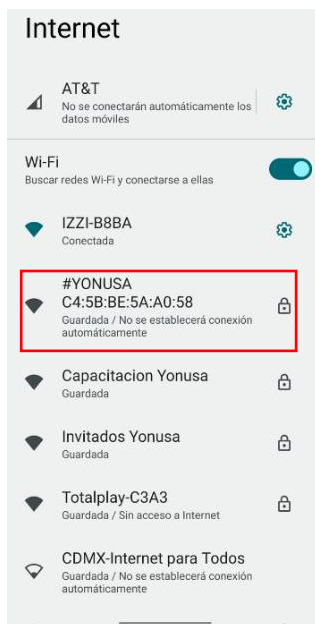 Internet
AT&T
No se conectarán automáticamente los
datos móviles
Wi-Fi
Buscar redes Wi-Fi y conectarse a ellas
IZZI-B8BA
Conectada
#YONUSA
C4:5B:BE:5A:A0:58
Guardada / No se establecerá conexión
automáticamente
Capacitacion Yonusa
Guardada
Invitados Yonusa
Guardada
Totalplay-C3A3
Guardada / Sin acceso a Internet
CDMX-Internet para Todos
Guardada / No se establecerá conexión
automáticamente